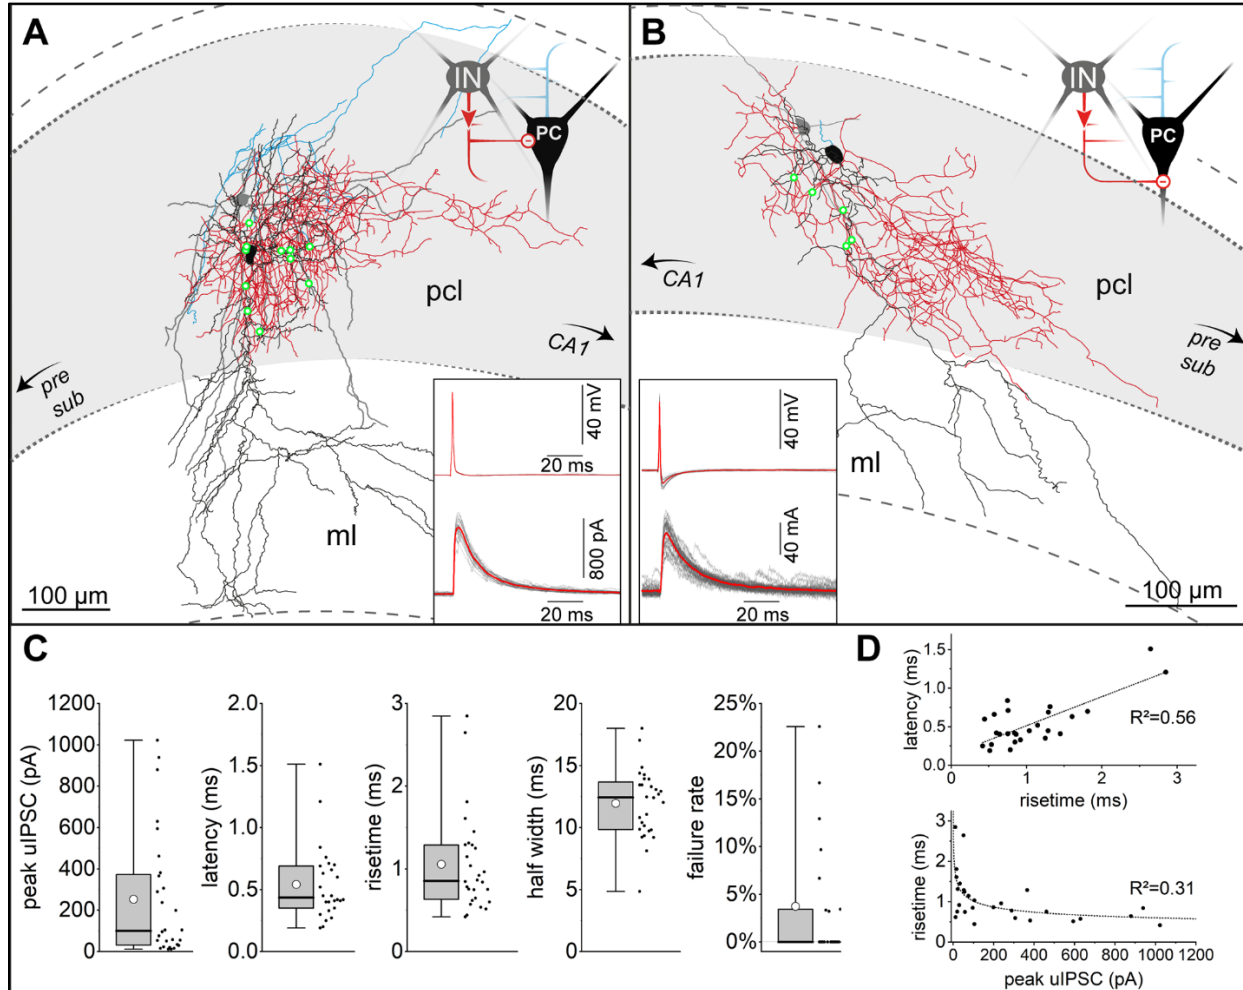 A
IN
PC
pcl
CA1
pre
sub
ml
100 µm
40 mV
20 ms
800 pA
20 ms
B
IN
PC
CA1
pcl
pre
sub
ml
100 µm
40 mV
20 ms
40 mA
20 ms
C
peak uIPSC (pA)
1200
1000
800
600
400
200
0
latency (ms)
2.0
1.5
1.0
0.5
0.0
risetime (ms)
3
2
1
0
half width (ms)
20
15
10
5
0
failure rate
25%
20%
15%
10%
5%
0%
D
latency (ms)
1.5
1.0
0.5
0.0
R²=0.56
0 1 2 3
risetime (ms)
risetime (ms)
3
2
1
0
R²=0.31
0 200 400 600 800 1000 1200
peak uIPSC (pA)